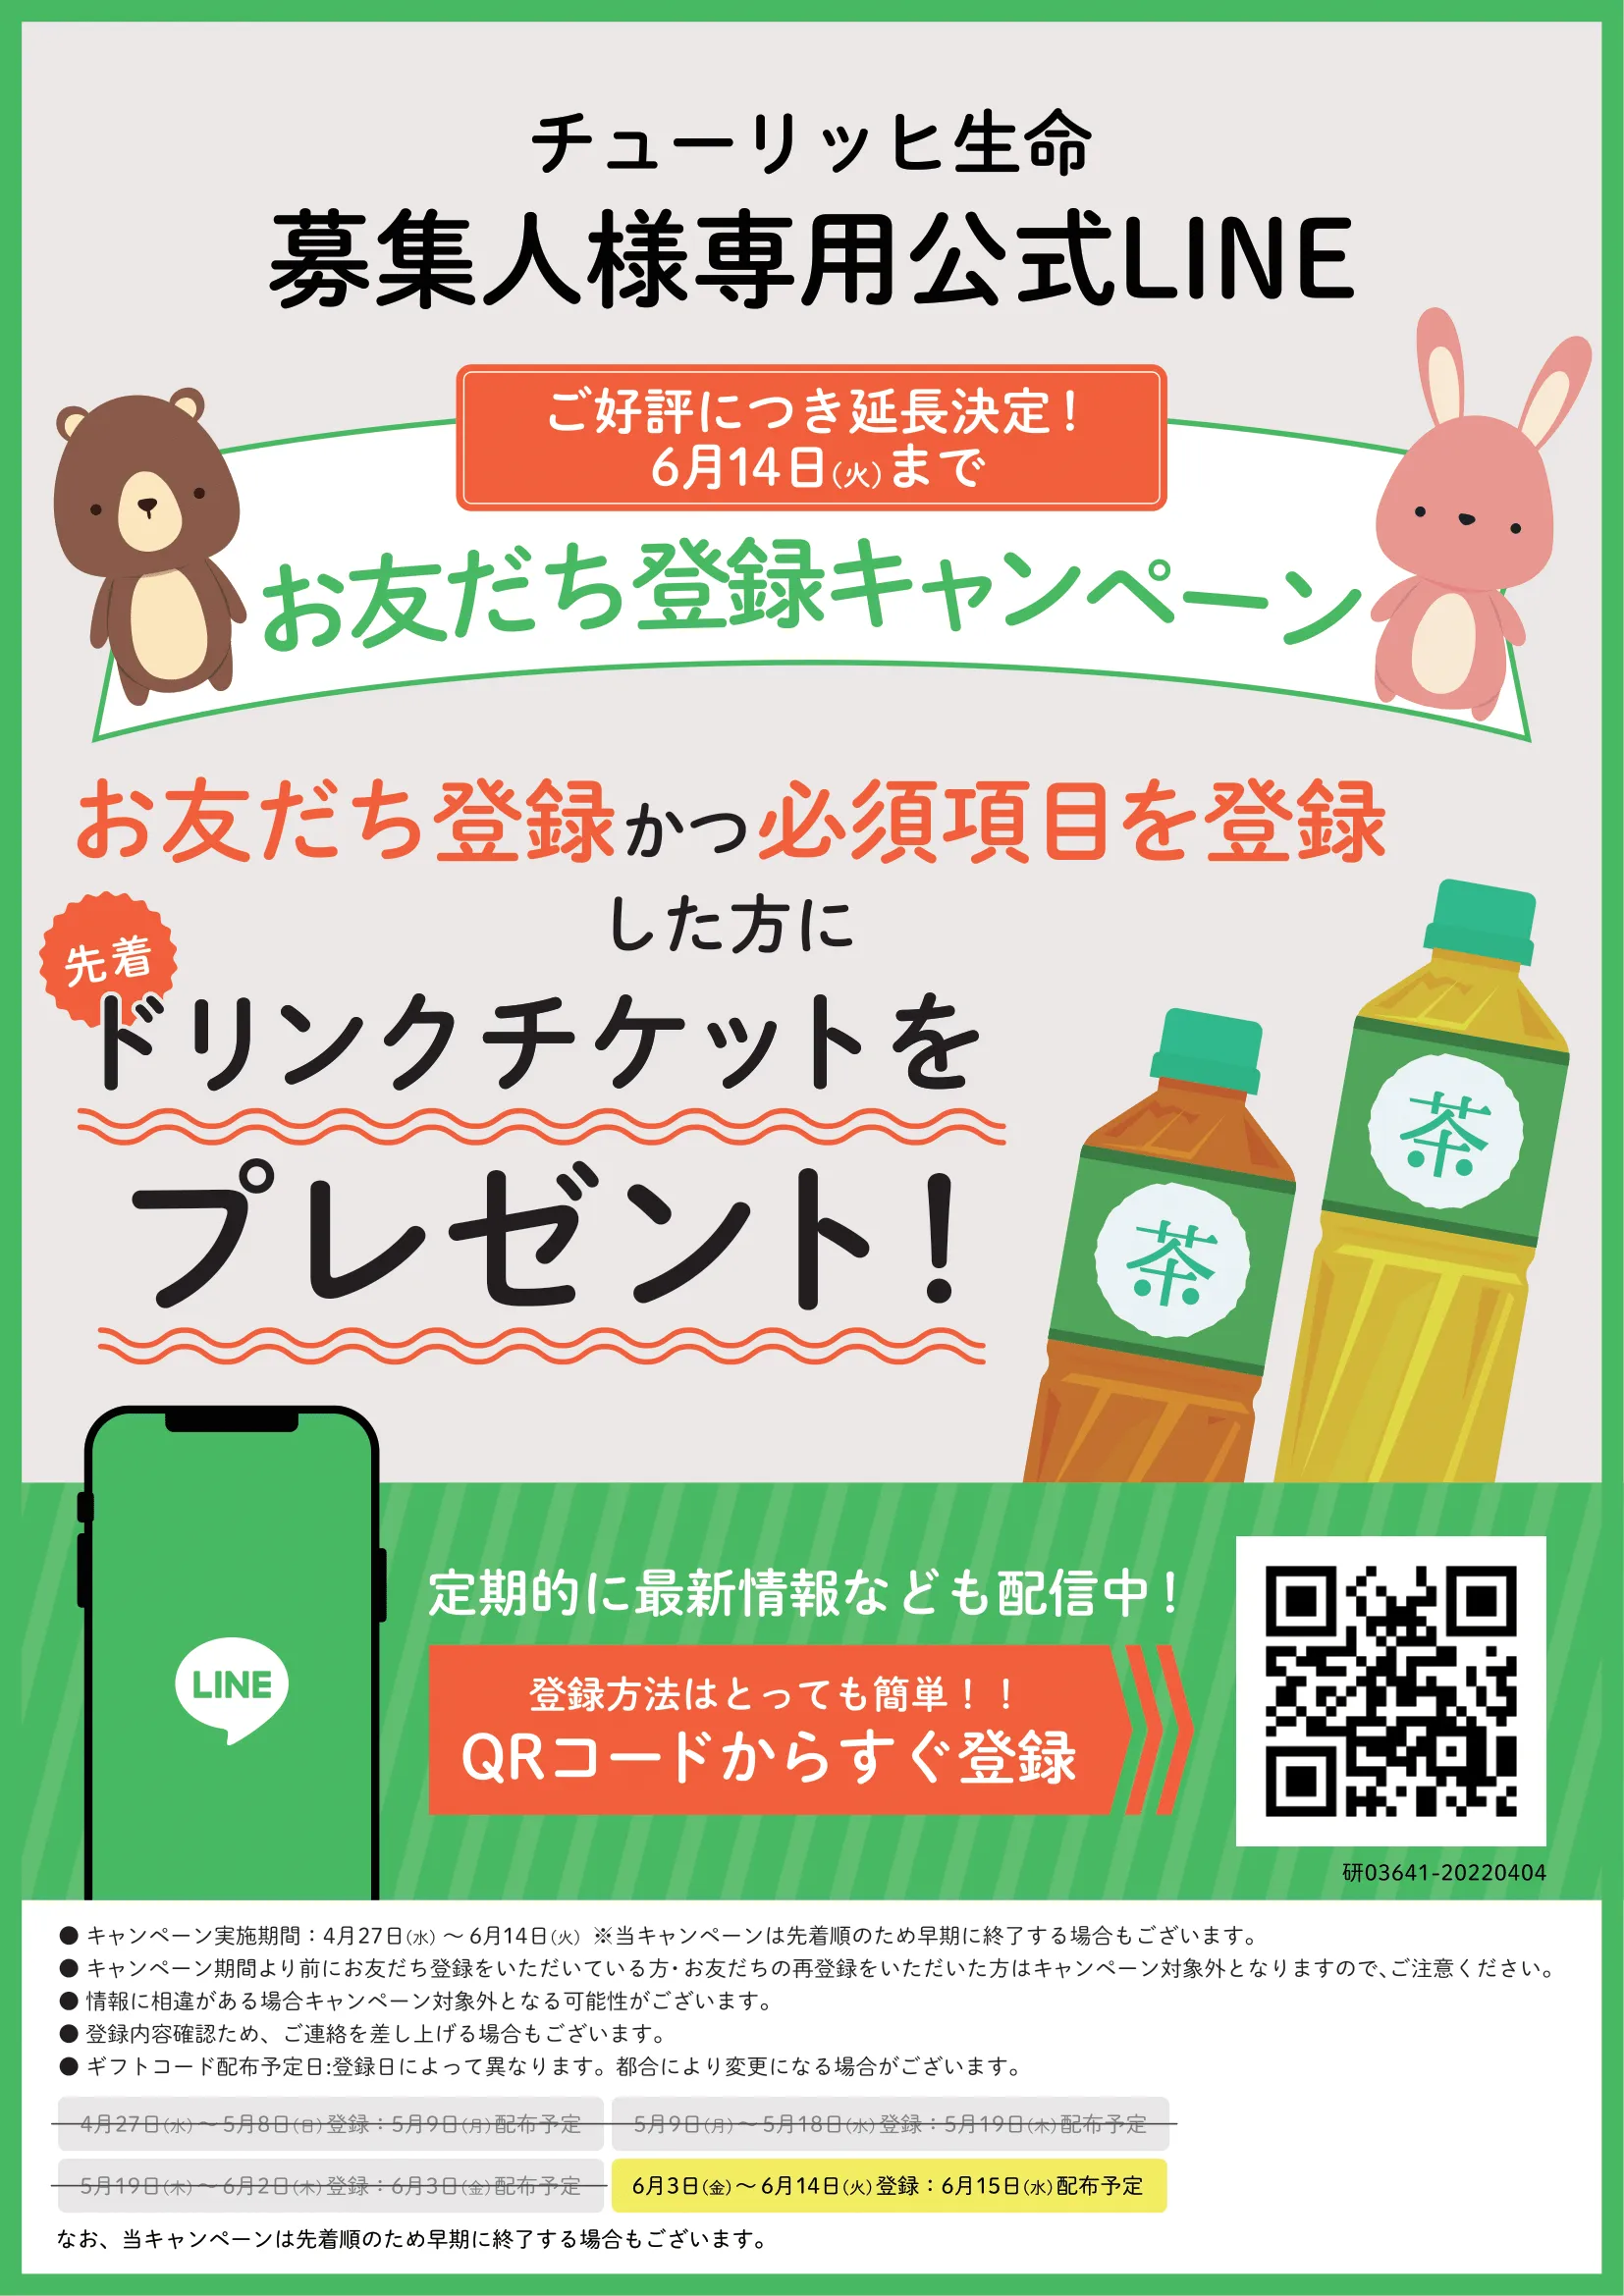 チューリッヒ生命
募集人様専用公式LINE
ご好評につき延長決定！
6月14日(火)まで
お友だち登録キャンペーン
お友だち登録かつ必須項目を登録
した方に
先着
ドリンクチケットを
プレゼント！
茶
茶
LINE
定期的に最新情報なども配信中！
登録方法はとっても簡単！！
QRコードからすぐ登録
研03641-20220404
● キャンペーン実施期間：4月27日(水)～6月14日(火) ※当キャンペーンは先着順のため早期に終了する場合もございます。
● キャンペーン期間より前にお友だち登録をいただいている方・お友だちの再登録をいただいた方はキャンペーン対象外となりますので、ご注意ください。
● 情報に相違がある場合キャンペーン対象外となる可能性がございます。
● 登録内容確認ため、ご連絡を差し上げる場合もございます。
● ギフトコード配布予定日:登録日によって異なります。都合により変更になる場合がございます。
4月27日(水)～5月8日(日)登録：5月9日(月)配布予定
5月9日(月)～5月18日(水)登録：5月19日(木)配布予定
5月19日(木)～6月2日(木)登録：6月3日(金)配布予定
6月3日(金)～6月14日(火)登録：6月15日(水)配布予定
なお、当キャンペーンは先着順のため早期に終了する場合もございます。